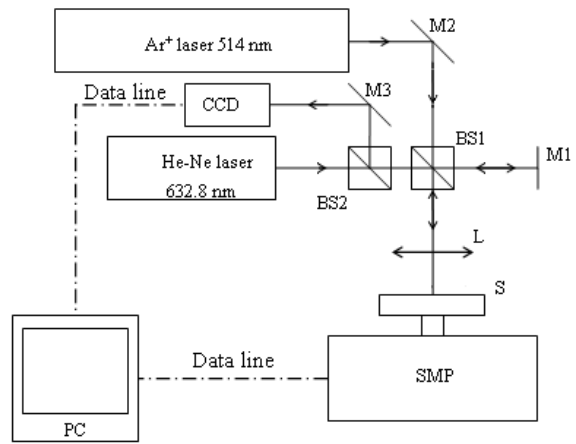 Ar⁺ laser 514 nm
M2
Data line
CCD
M3
BS1
He-Ne laser
632.8 nm
M1
BS2
L
S
Data line
SMP
PC